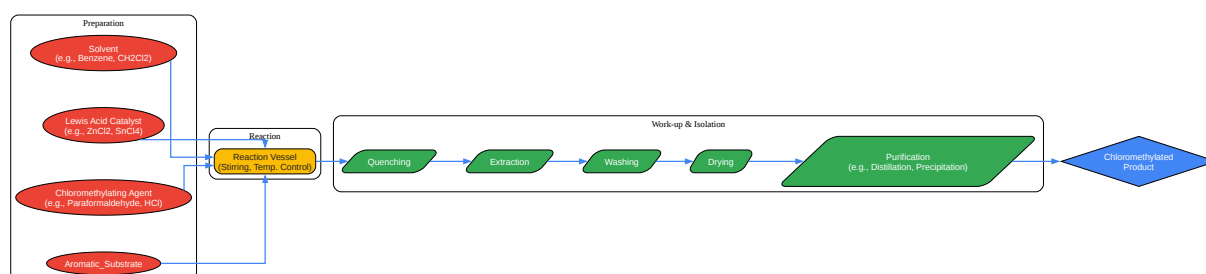 Preparation
Solvent
(e.g., Benzene, CH2Cl2)
Lewis Acid Catalyst
(e.g., ZnCl2, SnCl4)
Chloromethylating Agent
(e.g., Paraformaldehyde, HCl)
Aromatic_Substrate
Reaction
Reaction Vessel
(Stirring, Temp. Control)
Work-up & Isolation
Quenching
Extraction
Washing
Drying
Purification
(e.g., Distillation, Precipitation)
Chloromethylated
Product